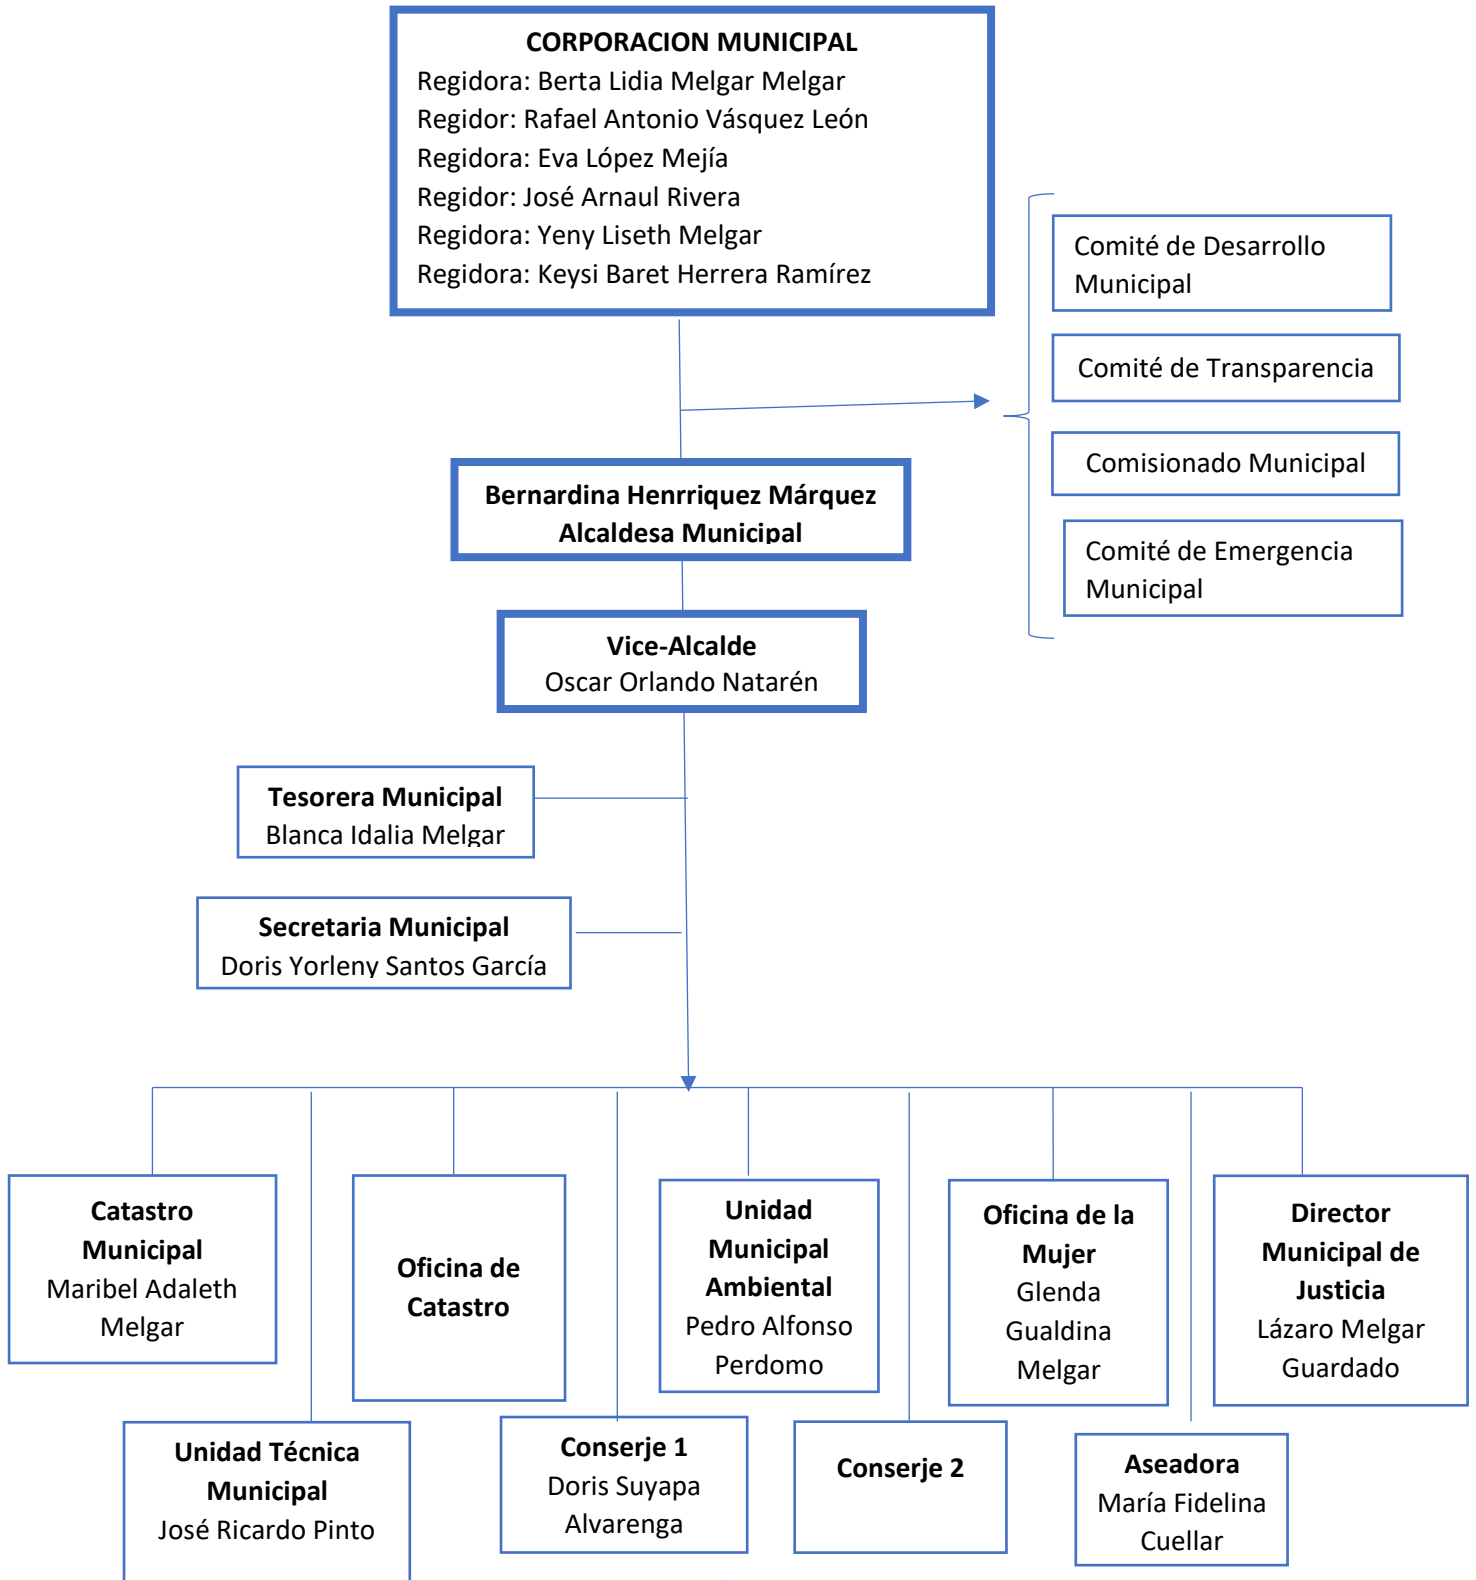 CORPORACION MUNICIPAL
Regidora: Berta Lidia Melgar Melgar
Regidor: Rafael Antonio Vásquez León
Regidora: Eva López Mejía
Regidor: José Arnaul Rivera
Regidora: Yeny Liseth Melgar
Regidora: Keysi Baret Herrera Ramírez
Comité de Desarrollo
Municipal
Comité de Transparencia
Comisionado Municipal
Comité de Emergencia
Municipal
Bernardina Henrriquez Márquez
Alcaldesa Municipal
Vice-Alcalde
Oscar Orlando Natarén
Tesorera Municipal
Blanca Idalia Melgar
Secretaria Municipal
Doris Yorleny Santos García
Catastro
Municipal
Maribel Adaleth
Melgar
Oficina de
Catastro
Unidad
Municipal
Ambiental
Pedro Alfonso
Perdomo
Oficina de la
Mujer
Glenda
Gualdina
Melgar
Director
Municipal de
Justicia
Lázaro Melgar
Guardado
Unidad Técnica
Municipal
José Ricardo Pinto
Conserje 1
Doris Suyapa
Alvarenga
Conserje 2
Aseadora
María Fidelina
Cuellar